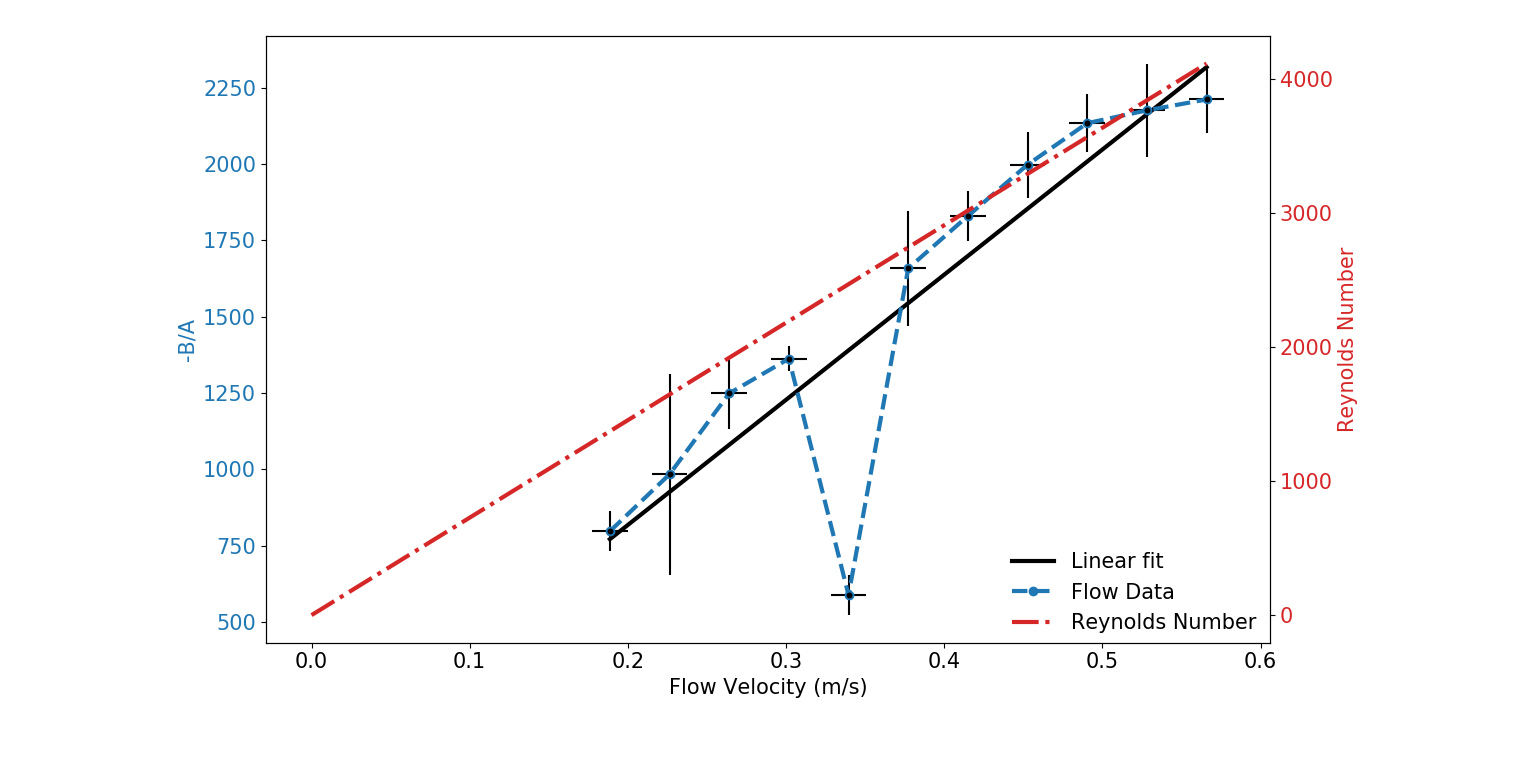 2250
2000
1750
1500
1250
1000
750
500
-B/A
4000
3000
2000
1000
0
Reynolds Number
Linear fit
Flow Data
Reynolds Number
0.0 0.1 0.2 0.3 0.4 0.5 0.6
Flow Velocity (m/s)